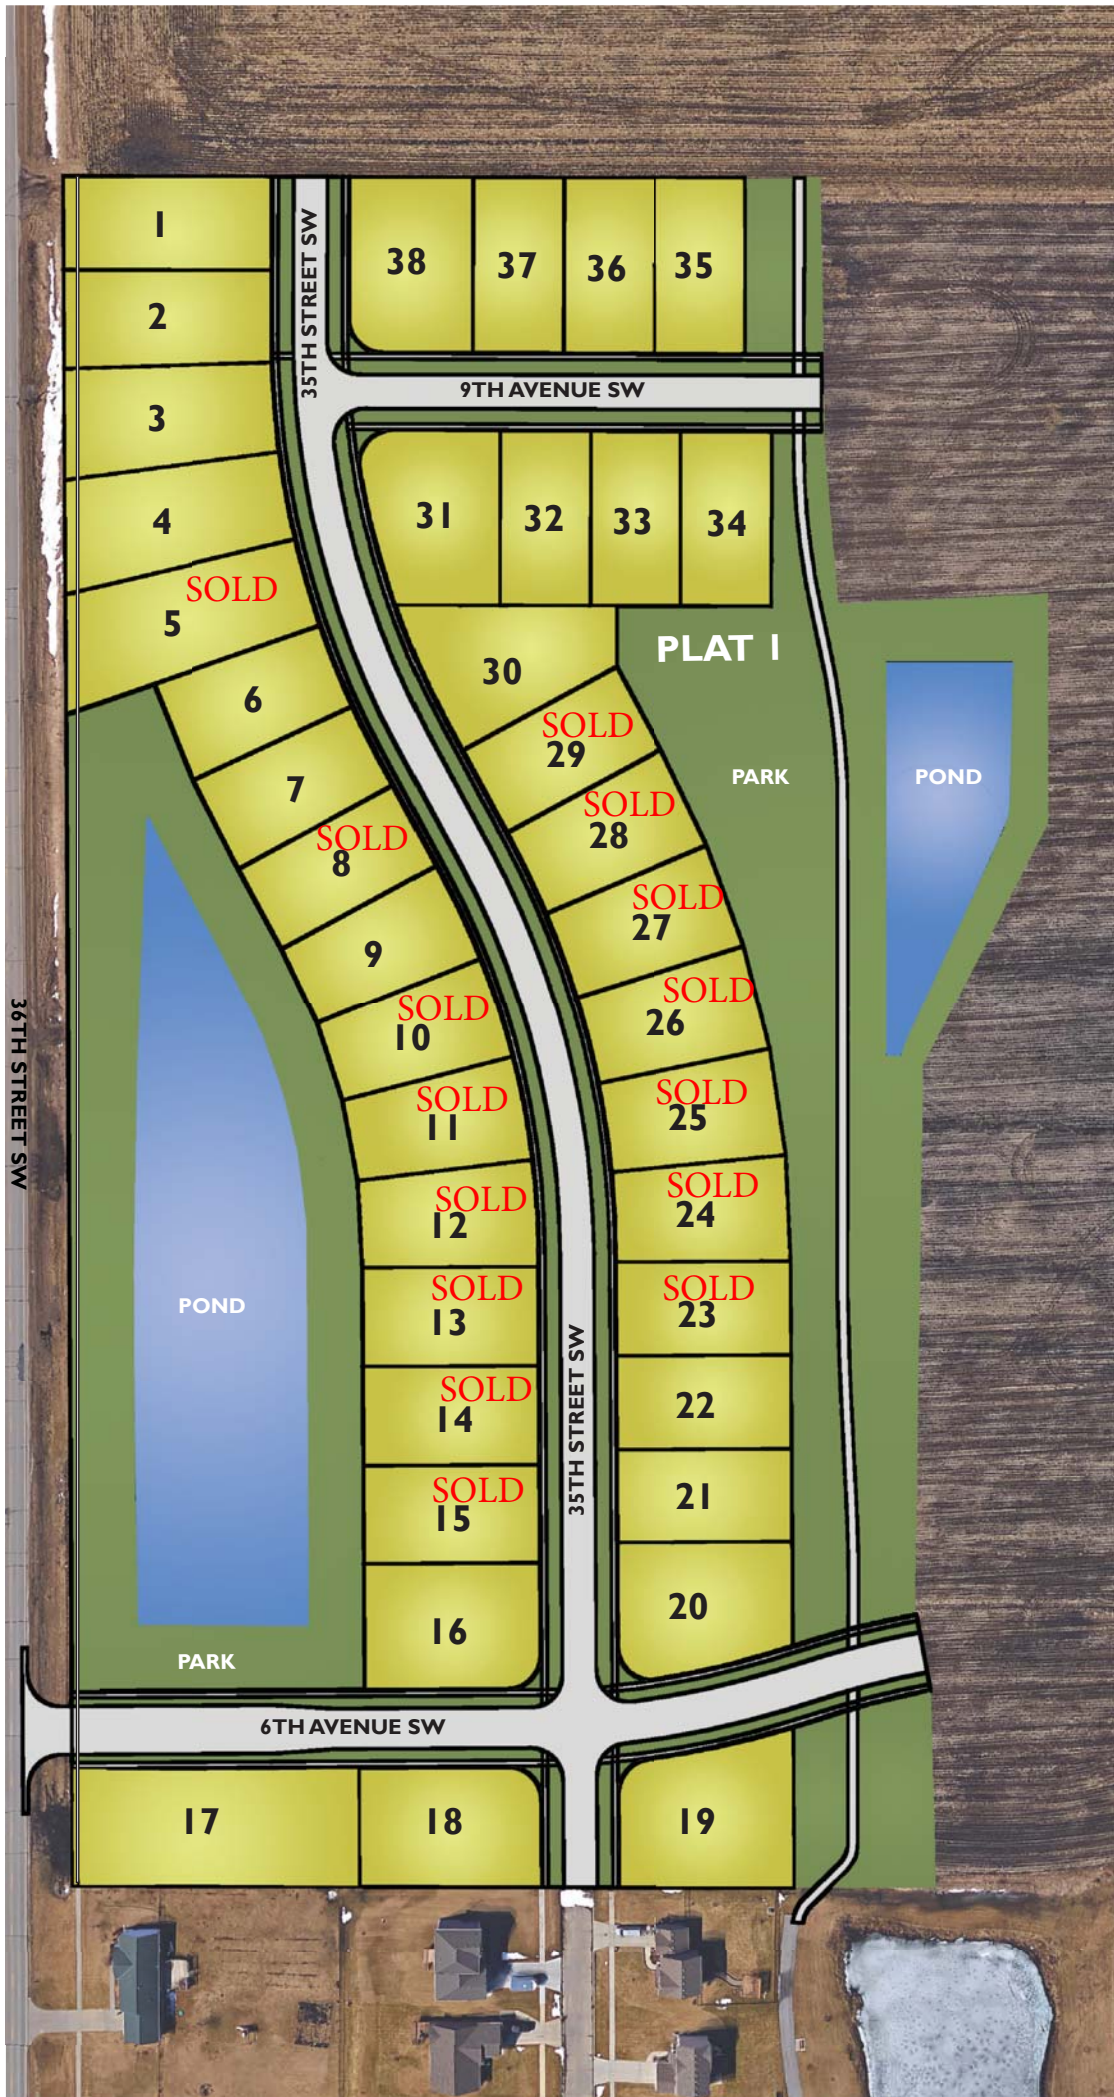 1
35TH STREET SW
38
37
36
35
2
9TH AVENUE SW
3
31
32
33
34
4
SOLD
5
PLAT 1
30
6
SOLD
29
PARK
POND
7
SOLD
28
SOLD
8
SOLD
27
9
SOLD
26
SOLD
10
36TH STREET SW
SOLD
11
SOLD
25
SOLD
12
SOLD
24
POND
SOLD
13
SOLD
23
35TH STREET SW
SOLD
14
22
SOLD
15
21
16
20
PARK
6TH AVENUE SW
17
18
19